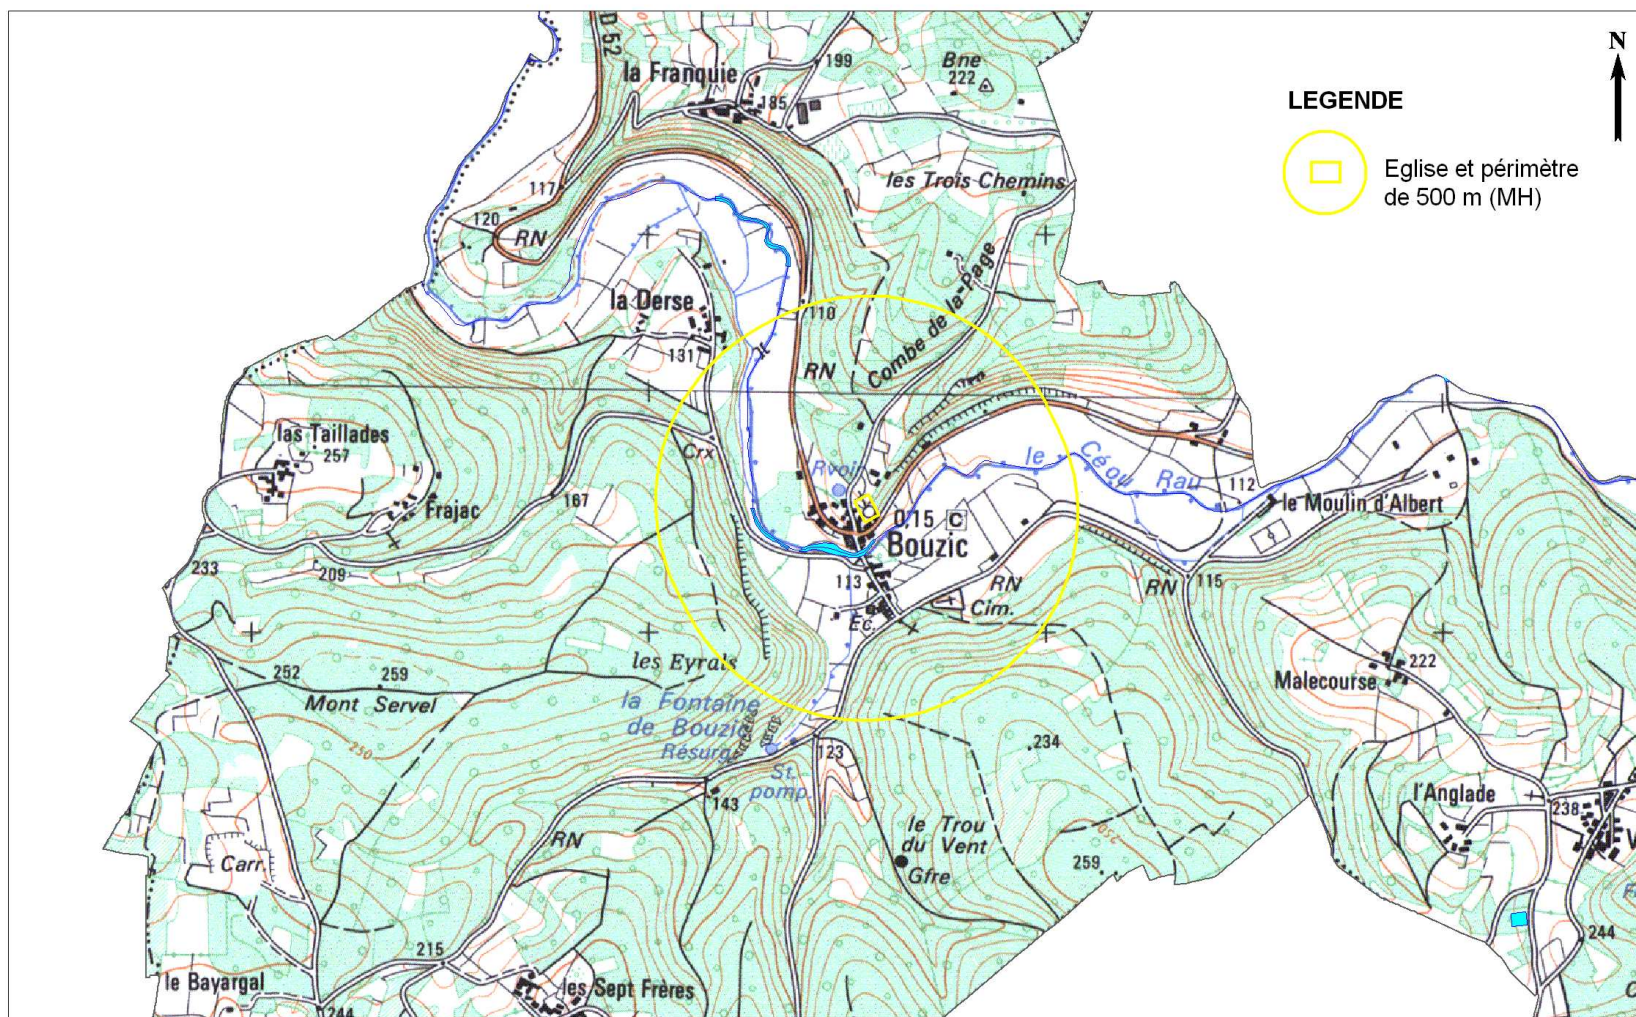 D 52
la Franquie
199
Bne
222
185
N
LEGENDE
Eglise et périmètre
de 500 m (MH)
les Trois Chemins
117
120
RN
Combe de la Page
la Derse
110
131
RN
las Taillades
257
Crx
Rvoir
le Céou Rau
112
le Moulin d'Albert
Frajac
167
0.15 C
Bouzic
233
209
113
RN
Cim.
RN
115
Ec.
252
259
Mont Servel
les Eyrals
222
Malecourse
la Fontaine
de Bouzic
Résurg.
250
123
234
St.
pomp.
143
l'Anglade
238
V
le Trou
du Vent
Gfre
250
259
RN
Carr.
F
244
215
le Bayargal
les Sept Frères
244
C